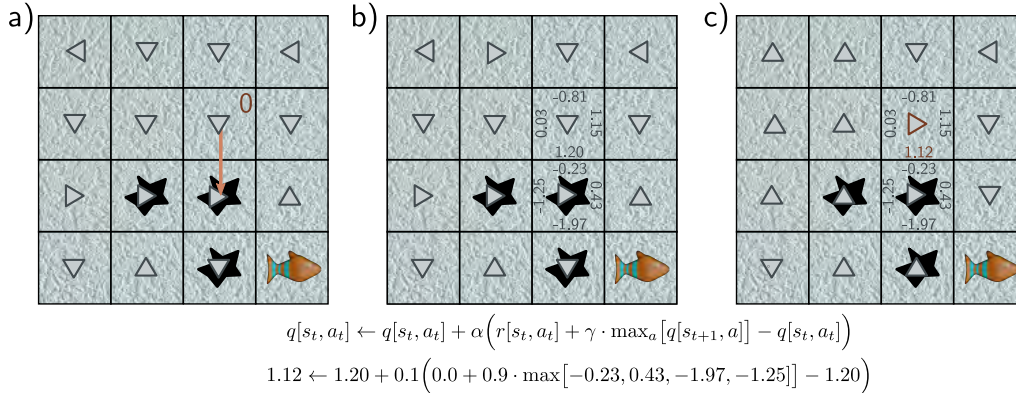 a) b) c)
0
-0.81 -0.81
0.03 1.15 0.03 1.15
1.20 1.12
-0.23 -0.23
-1.25 0.43 -1.25 0.43
-1.97 -1.97
q[s_t, a_t] ← q[s_t, a_t] + α(r[s_t, a_t] + γ · max_a[q[s_{t+1}, a]] − q[s_t, a_t])
1.12 ← 1.20 + 0.1(0.0 + 0.9 · max[−0.23, 0.43, −1.97, −1.25]] − 1.20)